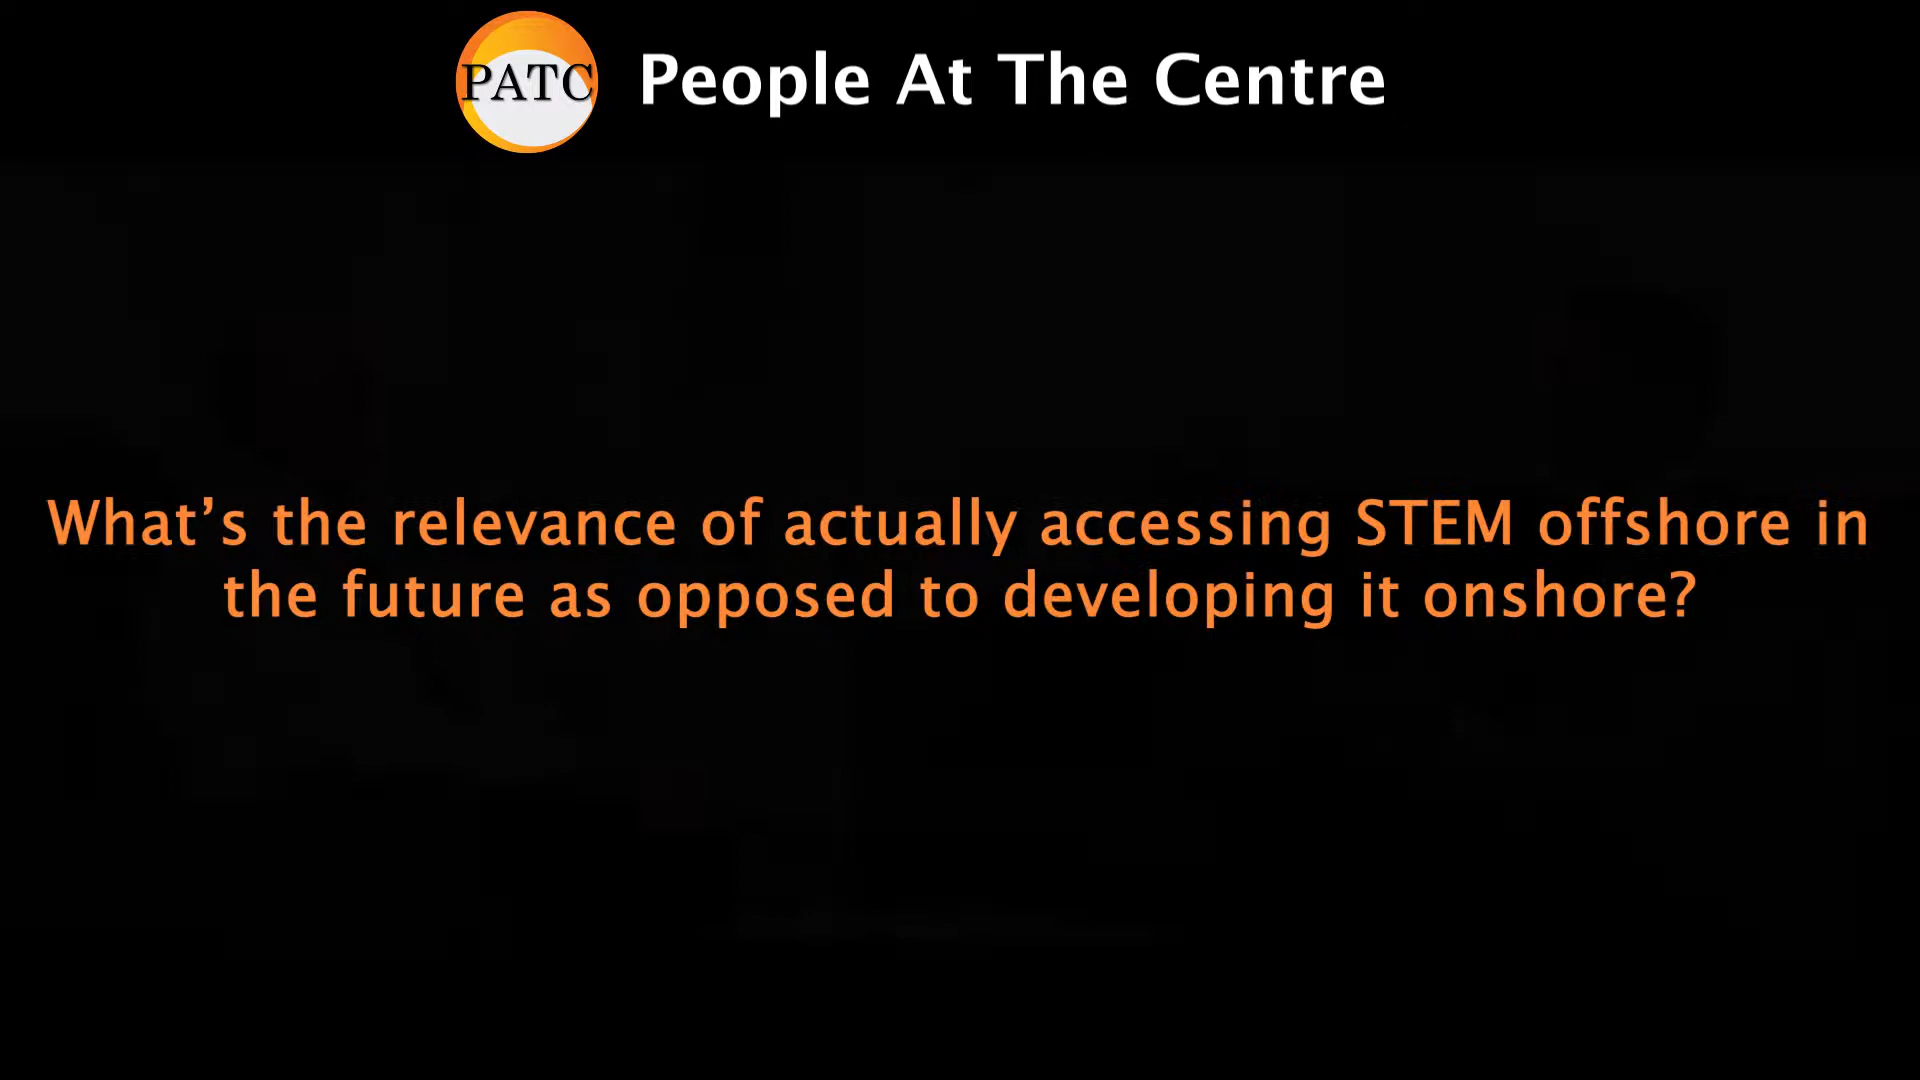 PATC People At The Centre
What’s the relevance of actually accessing STEM offshore in
the future as opposed to developing it onshore?